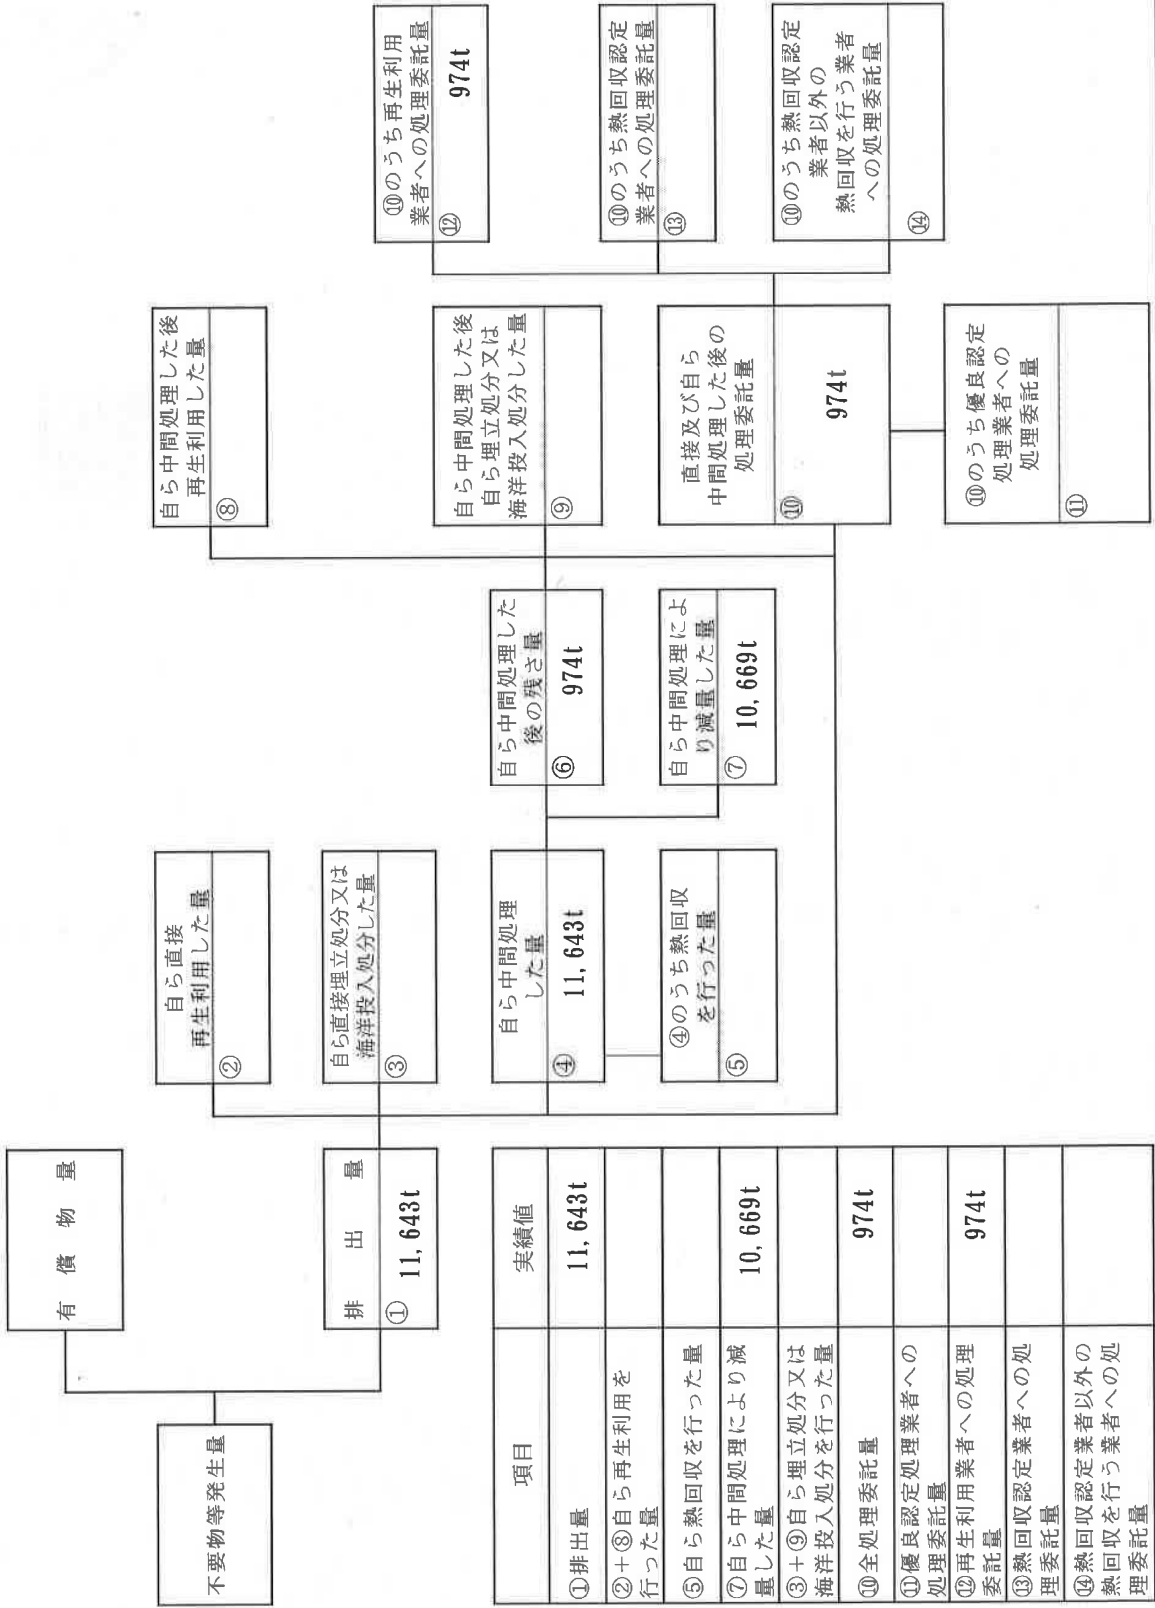 有償物量
不要物等発生量
排出量
① 11,643t
自ら直接
再生利用した量
②
自ら直接埋立処分又は
海洋投入処分した量
③
自ら中間処理
した量
④ 11,643t
④のうち熱回収
を行った量
⑤
自ら中間処理した
後の残さ量
⑥ 974t
自ら中間処理によ
り減量した量
⑦ 10,669t
自ら中間処理した後
再生利用した量
⑧
自ら中間処理した後
自ら埋立処分又は
海洋投入処分した量
⑨
直接及び自ら
中間処理した後の
処理委託量
⑩ 974t
⑩のうち優良認定
処理業者への
処理委託量
⑪
⑩のうち再生利用
業者への処理委託量
⑫ 974t
⑩のうち熱回収認定
業者への処理委託量
⑬
⑩のうち熱回収認定
業者以外の
熱回収を行う業者
への処理委託量
⑭
項目 実績値
①排出量 11,643t
②+⑧自ら再生利用を
行った量
⑤自ら熱回収を行った量
⑦自ら中間処理により減
量した量 10,669t
③+⑨自ら埋立処分又は
海洋投入処分を行った量
⑩全処理委託量 974t
⑪優良認定処理業者への
処理委託量
⑫再生利用業者への処理
委託量 974t
⑬熱回収認定業者への処
理委託量
⑭熱回収認定業者以外の
熱回収を行う業者への処
理委託量